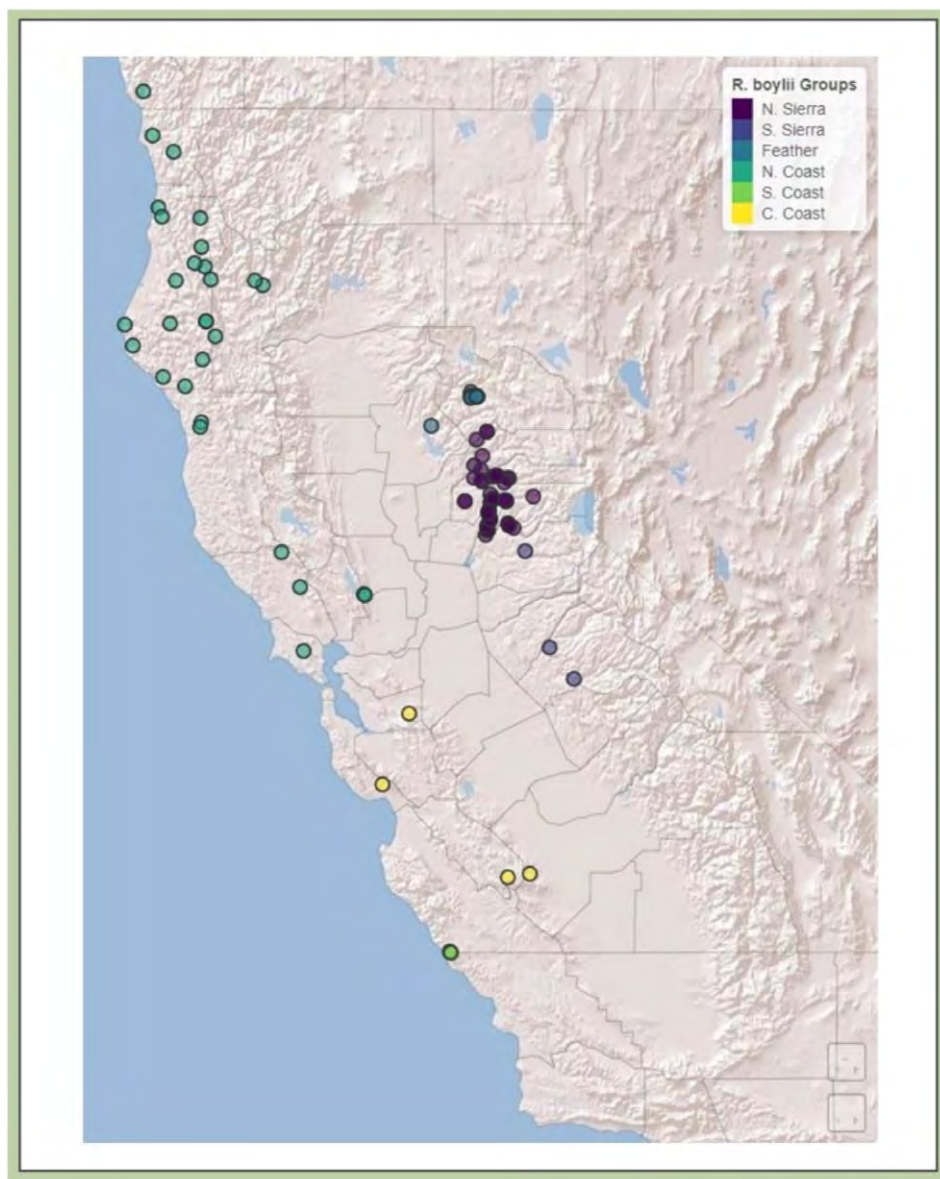 R. boylii Groups
N. Sierra
S. Sierra
Feather
N. Coast
S. Coast
C. Coast